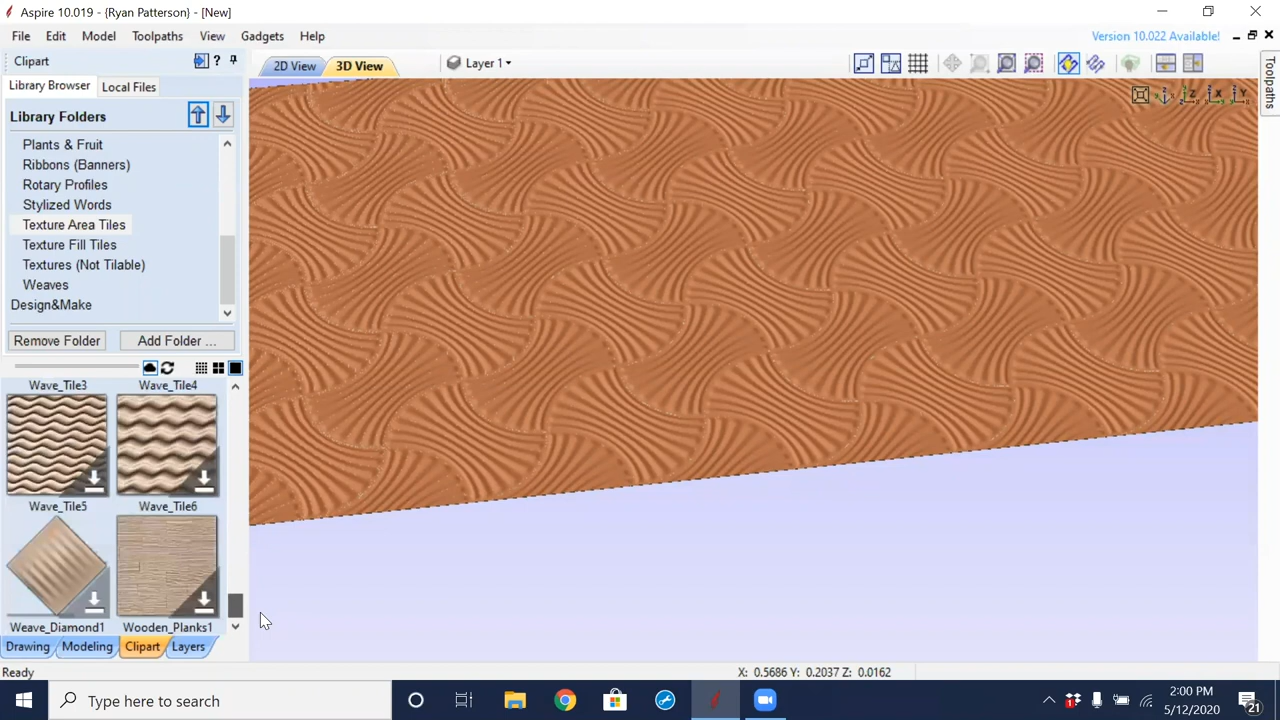 Aspire 10.019 - {Ryan Patterson} - [New]
File Edit Model Toolpaths View Gadgets Help
Version 10.022 Available!
Clipart
2D View 3D View Layer 1
Library Browser Local Files
Library Folders
Z X Y
Plants & Fruit
Ribbons (Banners)
Rotary Profiles
Stylized Words
Texture Area Tiles
Texture Fill Tiles
Textures (Not Tilable)
Weaves
Design&Make
Remove Folder Add Folder ...
Wave_Tile3 Wave_Tile4
Wave_Tile5 Wave_Tile6
Weave_Diamond1 Wooden_Planks1
Drawing Modeling Clipart Layers
Toolpaths
Ready
X: 0.5686 Y: 0.2037 Z: 0.0162
Type here to search
2:00 PM
5/12/2020
21